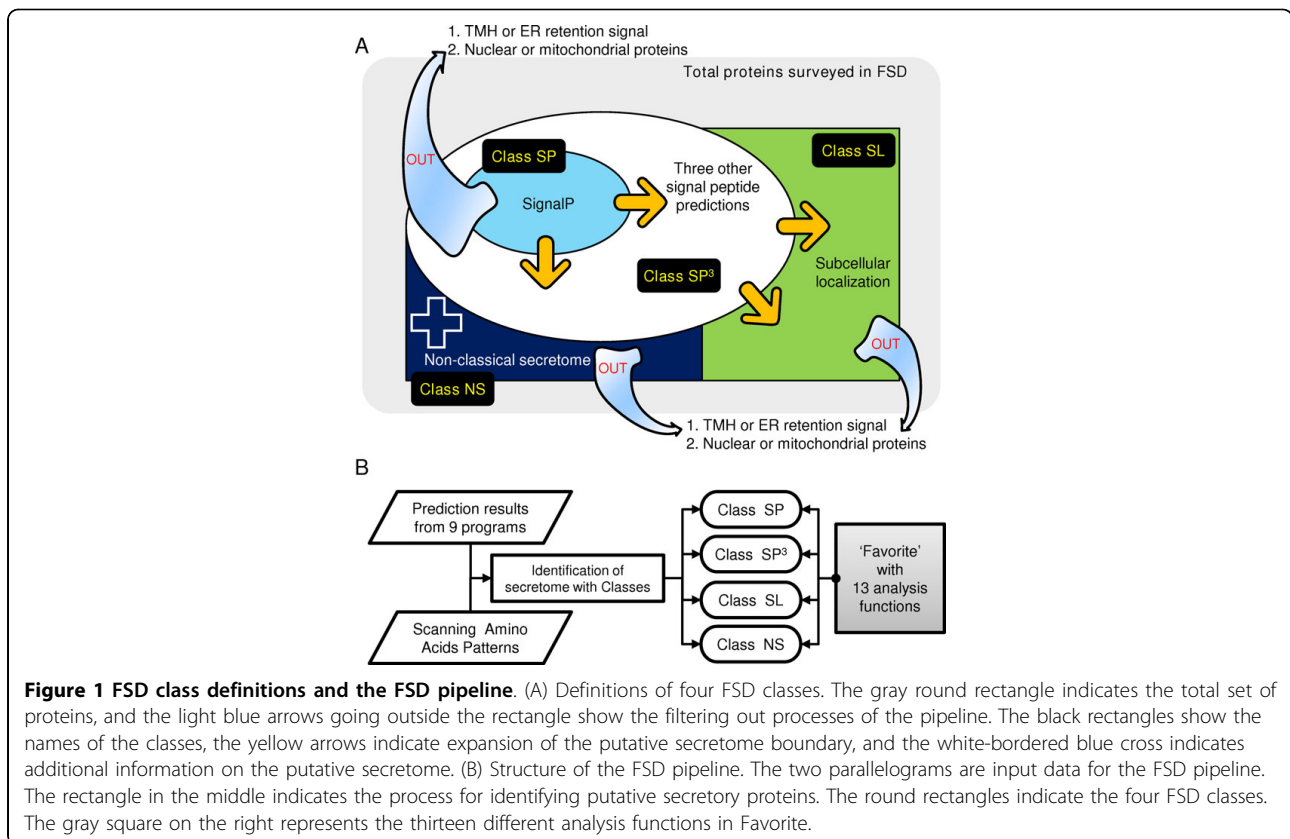 A
1. TMH or ER retention signal
2. Nuclear or mitochondrial proteins
Total proteins surveyed in FSD
OUT
Class SP
SignalP
Three other
signal peptide
predictions
Class SL
Class SP³
Subcellular
localization
Non-classical secretome
OUT
OUT
Class NS
1. TMH or ER retention signal
2. Nuclear or mitochondrial proteins
B
Prediction results
from 9 programs
Scanning Amino
Acids Patterns
Identification of
secretome with Classes
Class SP
Class SP³
Class SL
Class NS
'Favorite'
with
13 analysis
functions
Figure 1 FSD class definitions and the FSD pipeline. (A) Definitions of four FSD classes. The gray round rectangle indicates the total set of
proteins, and the light blue arrows going outside the rectangle show the filtering out processes of the pipeline. The black rectangles show the
names of the classes, the yellow arrows indicate expansion of the putative secretome boundary, and the white-bordered blue cross indicates
additional information on the putative secretome. (B) Structure of the FSD pipeline. The two parallelograms are input data for the FSD pipeline.
The rectangle in the middle indicates the process for identifying putative secretory proteins. The round rectangles indicate the four FSD classes.
The gray square on the right represents the thirteen different analysis functions in Favorite.